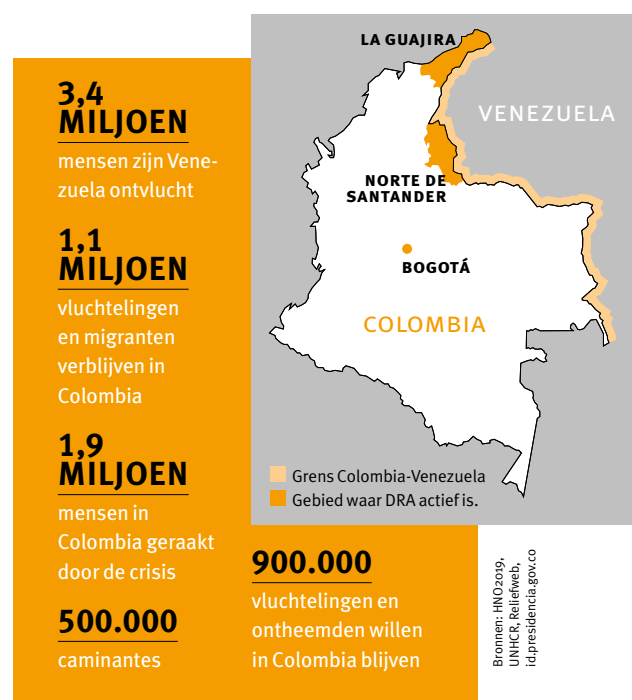 3,4
MILJOEN
mensen zijn Vene-
zuela ontvlucht
1,1
MILJOEN
vluchtelingen
en migranten
verblijven in
Colombia
1,9
MILJOEN
mensen in
Colombia geraakt
door de crisis
500.000
caminantes
900.000
vluchtelingen en
ontheemden willen
in Colombia blijven
LA GUAJIRA
VENEZUELA
NORTE DE
SANTANDER
BOGOTÁ
COLOMBIA
Grens Colombia-Venezuela
Gebied waar DRA actief is.
Bronnen: HNO2019,
UNHCR, Reliefweb,
id.presidencia.gov.co